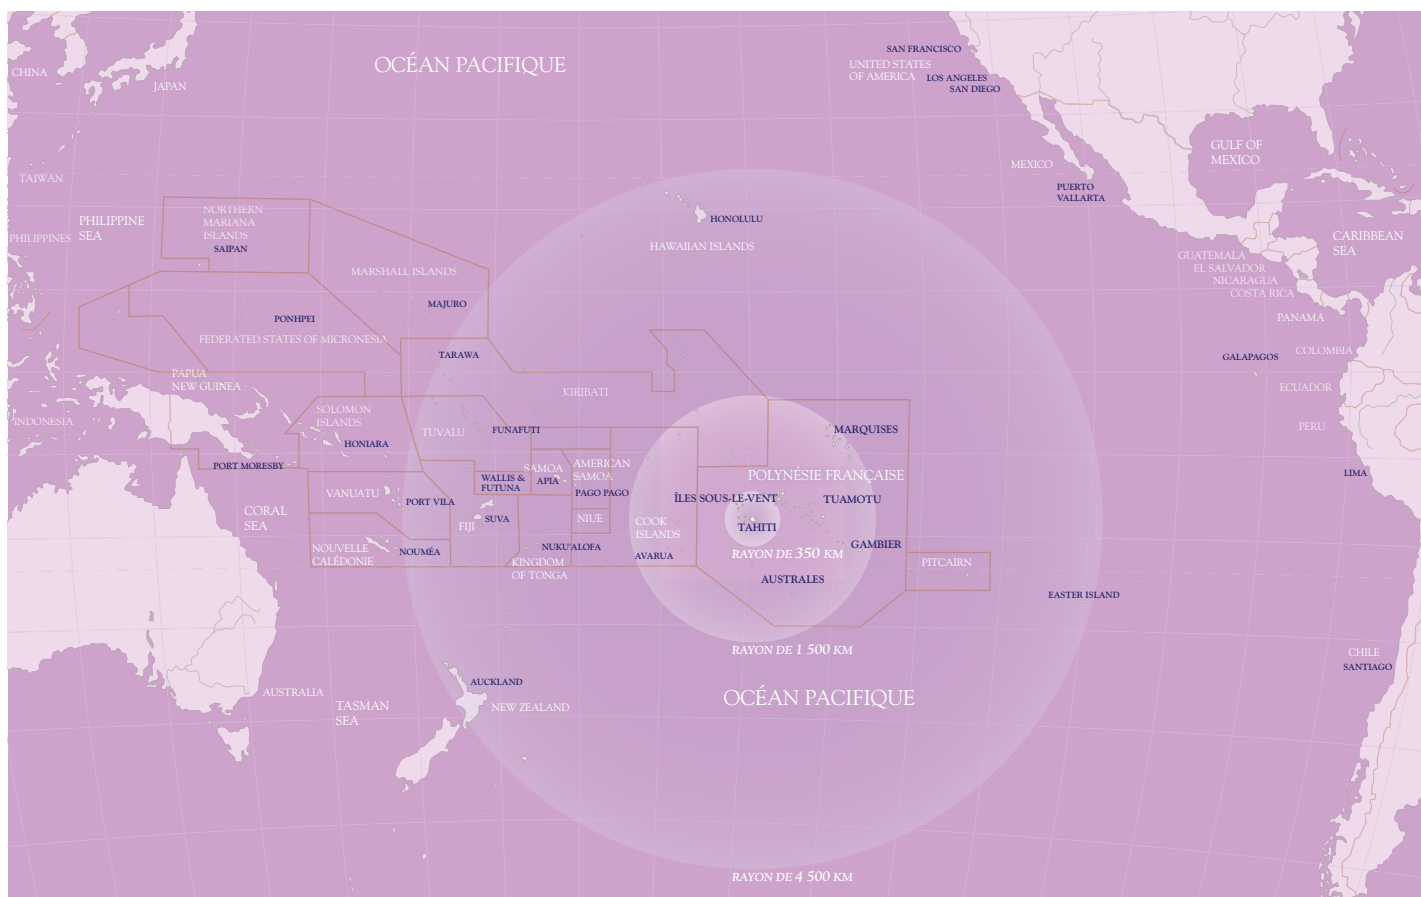 SAN FRANCISCO
OCÉAN PACIFIQUE
UNITED STATES
OF AMERICA
LOS ANGELES
SAN DIEGO
CHINA
JAPAN
GULF OF
MEXICO
MEXICO
TAIWAN
PUERTO
VALLARTA
NORTHERN
MARIANA
ISLANDS
SAIPAN
PHILIPPINE
SEA
PHILIPPINES
HONOLULU
HAWAIIAN ISLANDS
CARIBBEAN
SEA
GUATEMALA
EL SALVADOR
NICARAGUA
COSTA RICA
PANAMA
MARSHALL ISLANDS
MAJURO
PONHPEI
FEDERATED STATES OF MICRONESIA
TARAWA
GALAPAGOS
COLOMBIA
PAPUA
NEW GUINEA
KIRIBATI
ECUADOR
SOLOMON
ISLANDS
INDONESIA
TUVALU
FUNAFUTI
MARQUISES
PERU
HONIARA
PORT MORESBY
SAMOA
APIA
AMERICAN
SAMOA
PAGO PAGO
POLYNÉSIE FRANÇAISE
LIMA
WALLIS &
FUTUNA
VANUATU
PORT VILA
ÎLES SOUS-LE-VENT
TUAMOTU
CORAL
SEA
FIJI
SUVA
NIUE
COOK
ISLANDS
TAHITI
NOUVELLE
CALÉDONIE
NOUMÉA
NUKU'ALOFA
AVARUA
GAMBIER
RAYON DE 350 KM
KINGDOM
OF TONGA
PITCAIRN
AUSTRALES
EASTER ISLAND
RAYON DE 1 500 KM
CHILE
SANTIAGO
AUCKLAND
AUSTRALIA
TASMAN
SEA
NEW ZEALAND
OCÉAN PACIFIQUE
RAYON DE 4 500 KM